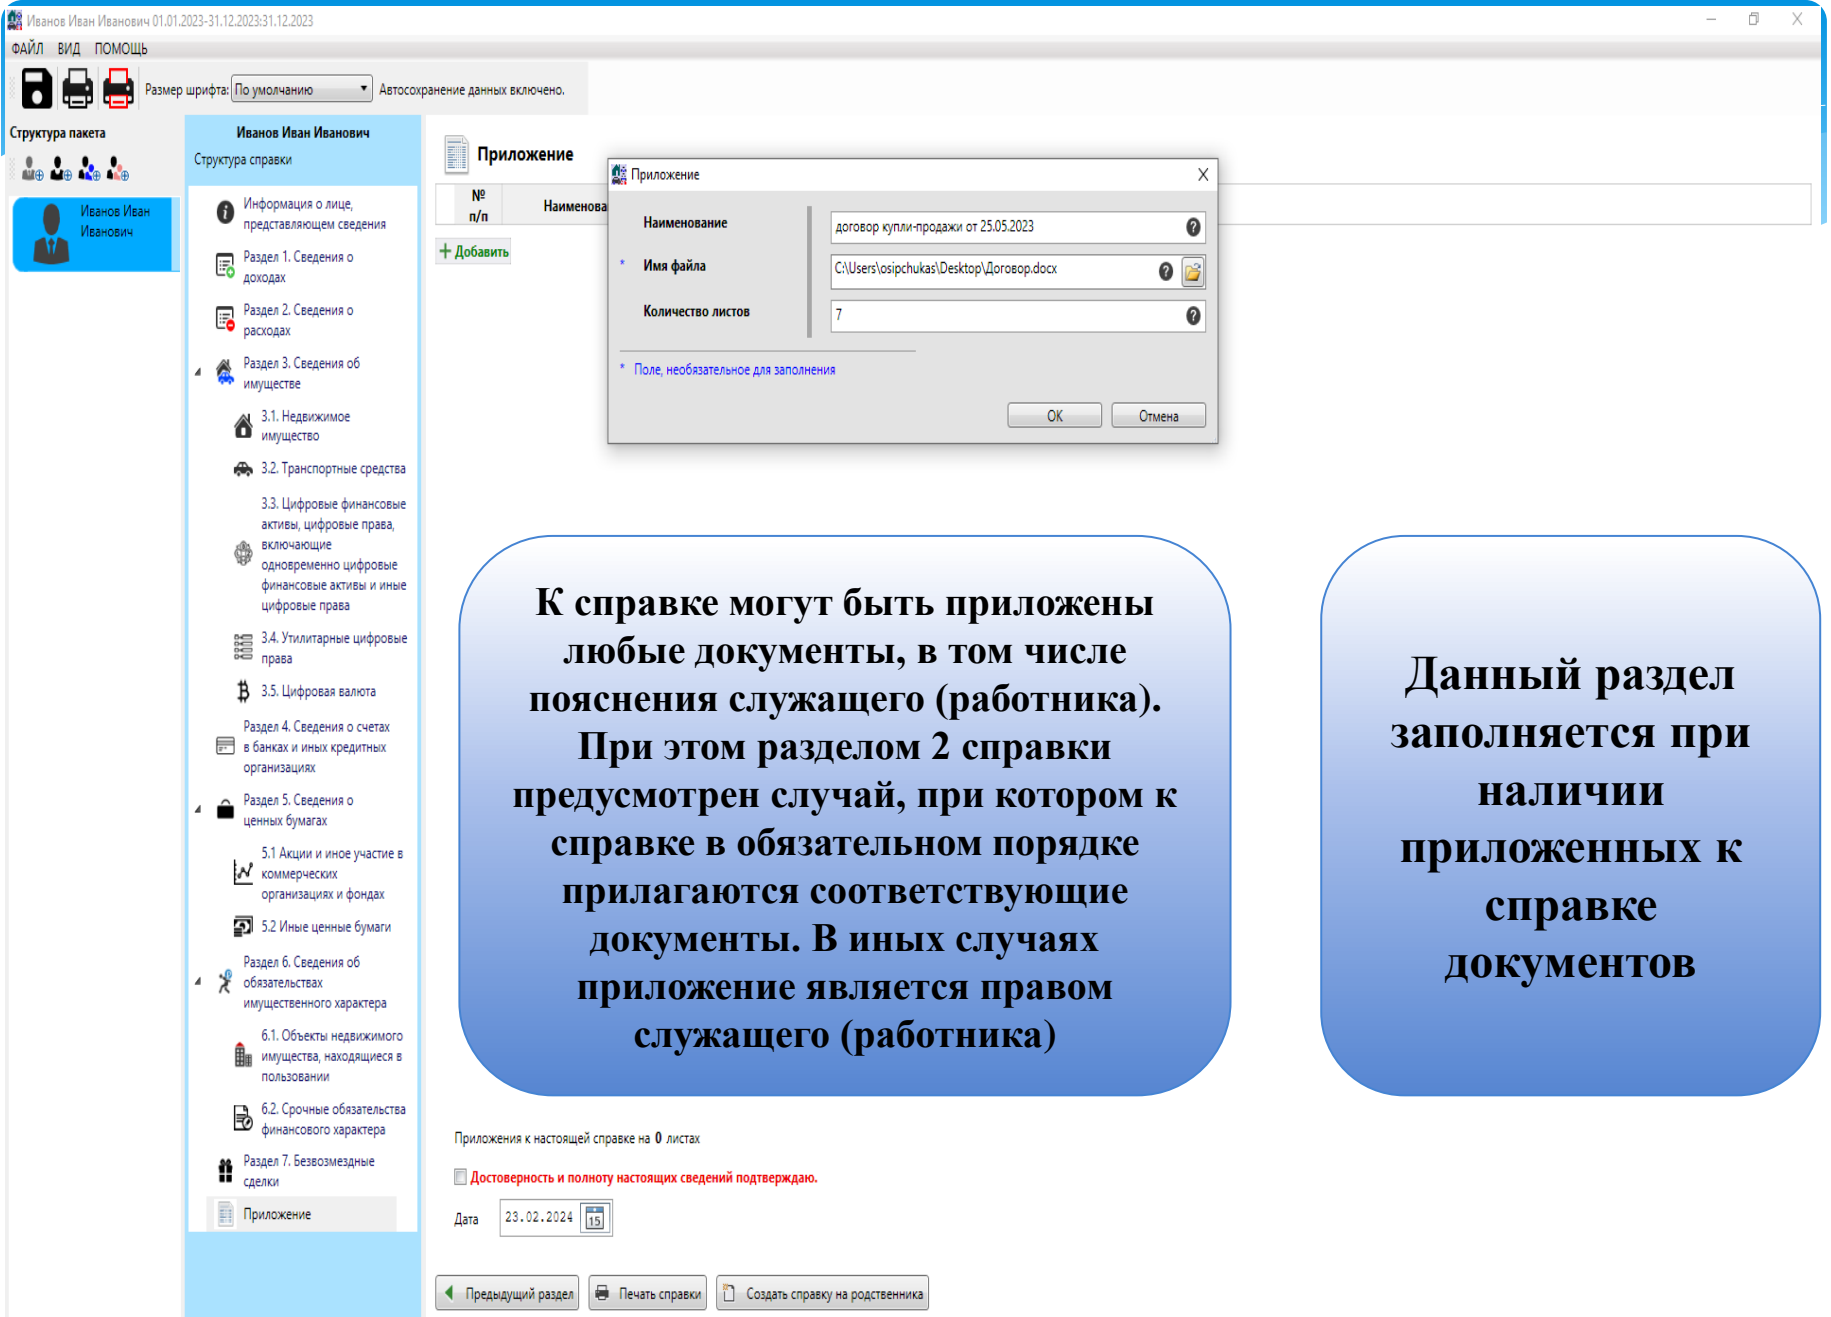 Иванов Иван Иванович 01.01.2023-31.12.2023:31.12.2023
ФАЙЛ ВИД ПОМОЩЬ
Размер шрифта: По умолчанию Автосохранение данных включено.
Структура пакета
Иванов Иван
Иванович
Иванов Иван Иванович
Структура справки
Информация о лице,
представляющем сведения
Раздел 1. Сведения о
доходах
Раздел 2. Сведения о
расходах
Раздел 3. Сведения об
имуществе
3.1. Недвижимое
имущество
3.2. Транспортные средства
3.3. Цифровые финансовые
активы, цифровые права,
включающие
одновременно цифровые
финансовые активы и иные
цифровые права
3.4. Утилитарные цифровые
права
3.5. Цифровая валюта
Раздел 4. Сведения о счетах
в банках и иных кредитных
организациях
Раздел 5. Сведения о
ценных бумагах
5.1 Акции и иное участие в
коммерческих
организациях и фондах
5.2 Иные ценные бумаги
Раздел 6. Сведения об
обязательствах
имущественного характера
6.1. Объекты недвижимого
имущества, находящиеся в
пользовании
6.2. Срочные обязательства
финансового характера
Раздел 7. Безвозмездные
сделки
Приложение
Приложение
№
п/п
Наименова
+ Добавить
Приложение X
Наименование договор купли-продажи от 25.05.2023
* Имя файла C:\Users\osipchukas\Desktop\Договор.docx
Количество листов 7
* Поле, необязательное для заполнения
OK Отмена
К справке могут быть приложены
любые документы, в том числе
пояснения служащего (работника).
При этом разделом 2 справки
предусмотрен случай, при котором к
справке в обязательном порядке
прилагаются соответствующие
документы. В иных случаях
приложение является правом
служащего (работника)
Данный раздел
заполняется при
наличии
приложенных к
справке
документов
Приложения к настоящей справке на 0 листах
Достоверность и полноту настоящих сведений подтверждаю.
Дата 23.02.2024 15
Предыдущий раздел Печать справки Создать справку на родственника